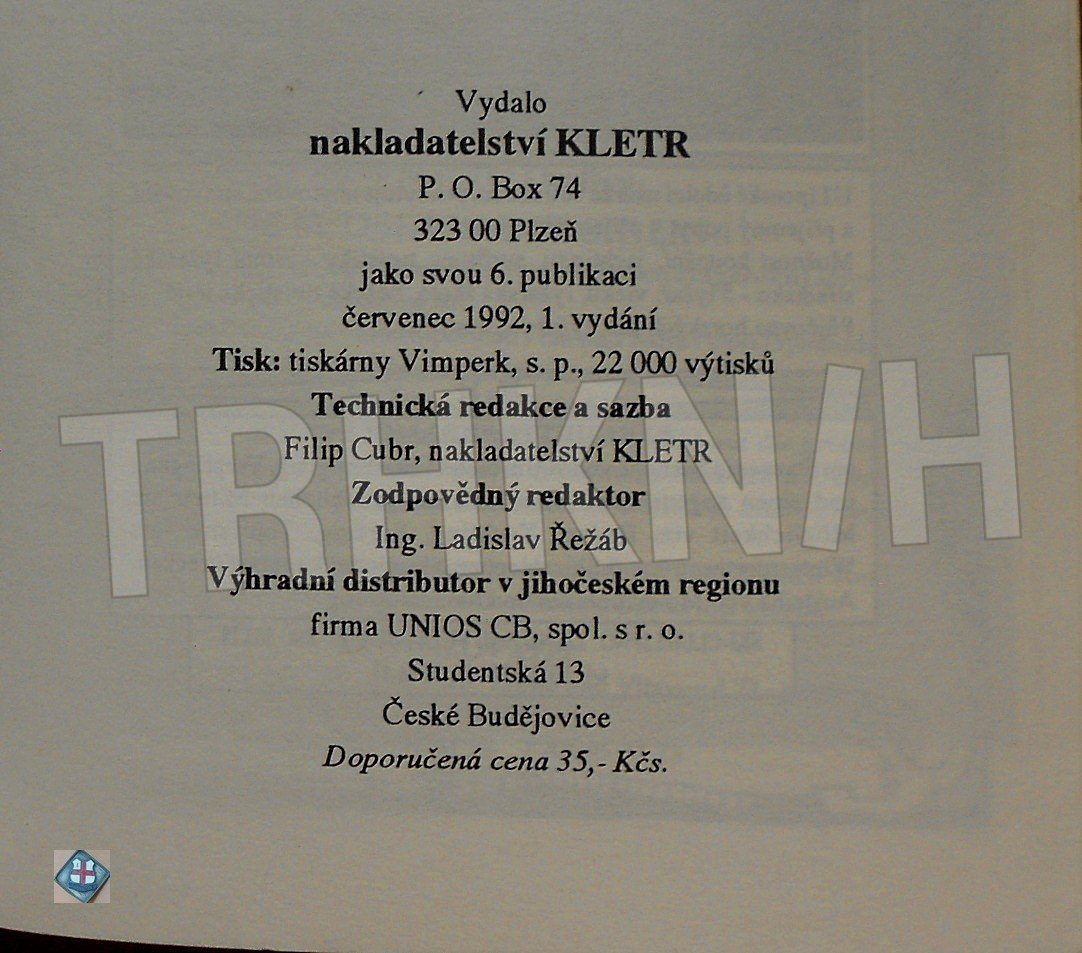 Vydalo
nakladatelství KLETR
P. O. Box 74
323 00 Plzeň
jako svou 6. publikaci
červenec 1992, 1. vydání
Tisk: tiskárny Vimperk, s. p., 22 000 výtisků
Technická redakce a sazba
Filip Cubr, nakladatelství KLETR
Zodpovědný redaktor
Ing. Ladislav Řežáb
Výhradní distributor v jihočeském regionu
firma UNIOS CB, spol. s r. o.
Studentská 13
České Budějovice
Doporučená cena 35,- Kčs.
TRHKNIH